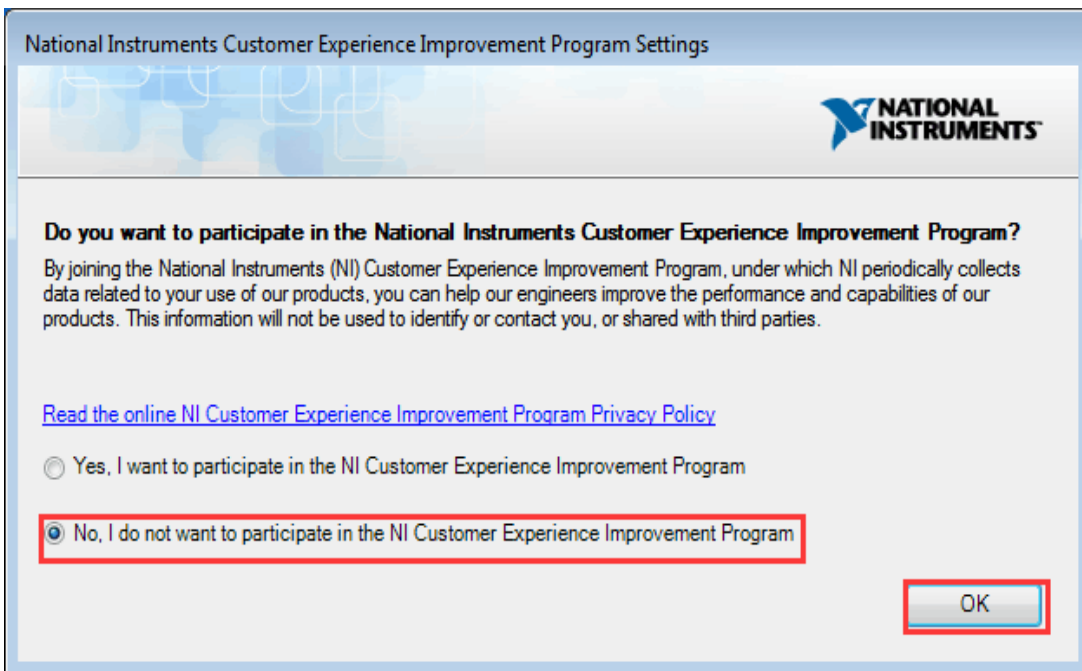 National Instruments Customer Experience Improvement Program Settings
NATIONAL
INSTRUMENTS™
Do you want to participate in the National Instruments Customer Experience Improvement Program?
By joining the National Instruments (NI) Customer Experience Improvement Program, under which NI periodically collects
data related to your use of our products, you can help our engineers improve the performance and capabilities of our
products. This information will not be used to identify or contact you, or shared with third parties.
Read the online NI Customer Experience Improvement Program Privacy Policy
Yes, I want to participate in the NI Customer Experience Improvement Program
No, I do not want to participate in the NI Customer Experience Improvement Program
OK